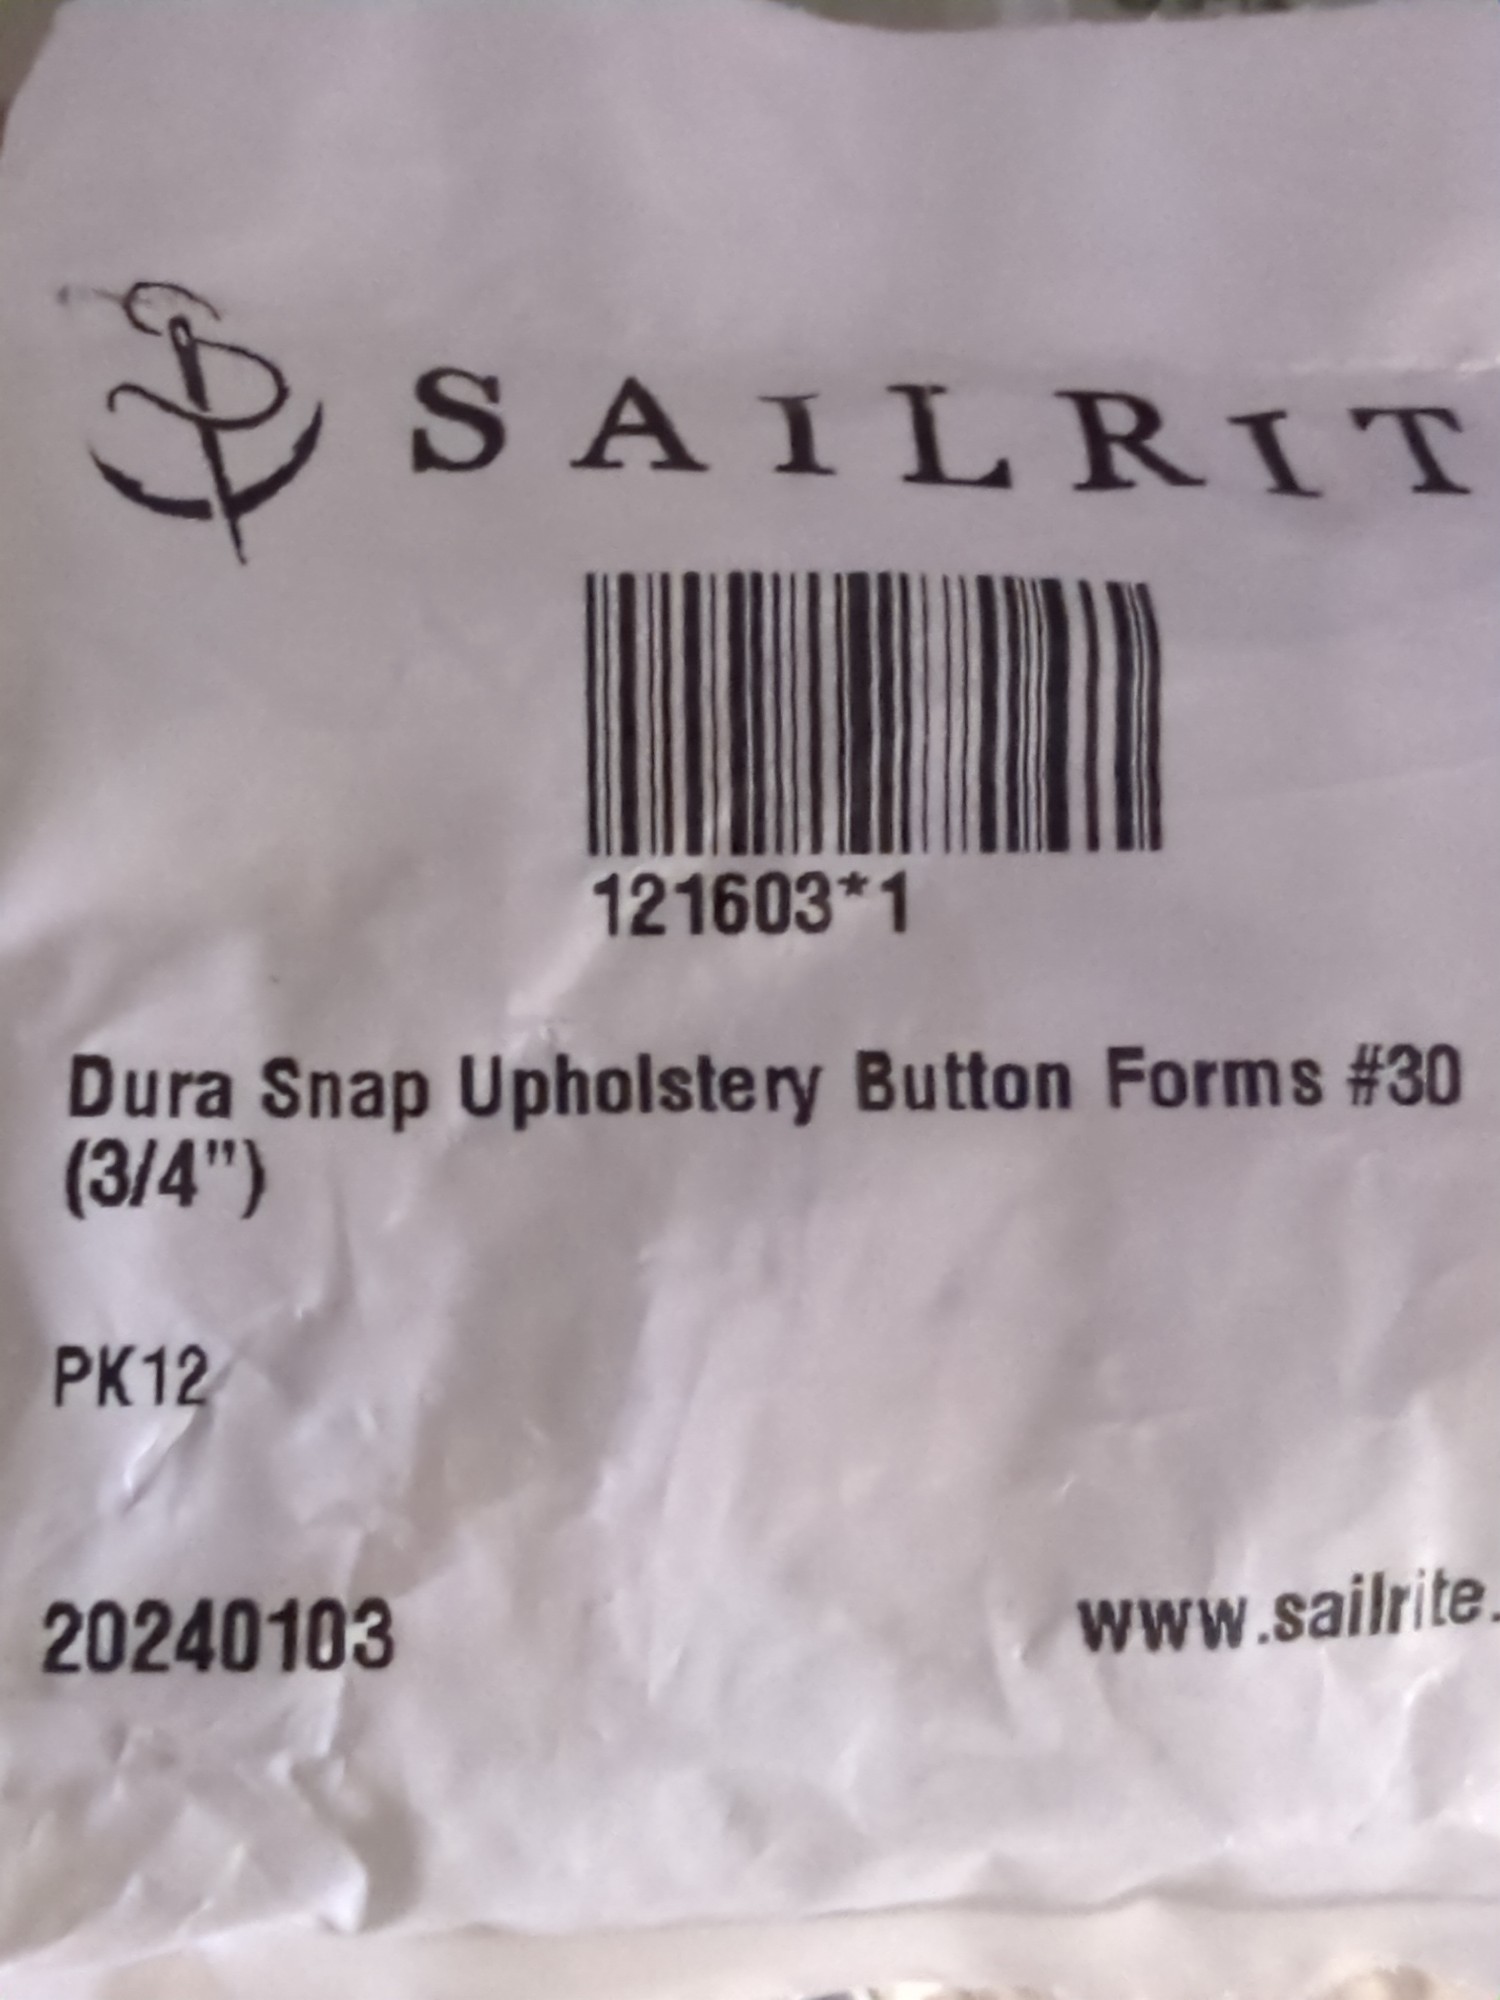 SAILRIT
121603*1
Dura Snap Upholstery Button Forms #30
(3/4")
PK12
20240103
www.sailrite.